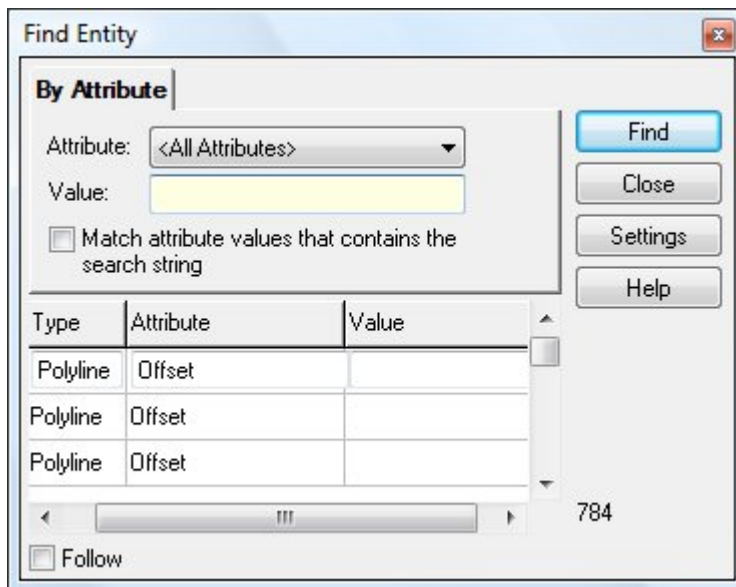 Find Entity
By Attribute
Attribute: <All Attributes>
Value:
Match attribute values that contains the
search string
Find
Close
Settings
Help
Type Attribute Value
Polyline Offset
Polyline Offset
Polyline Offset
784
Follow